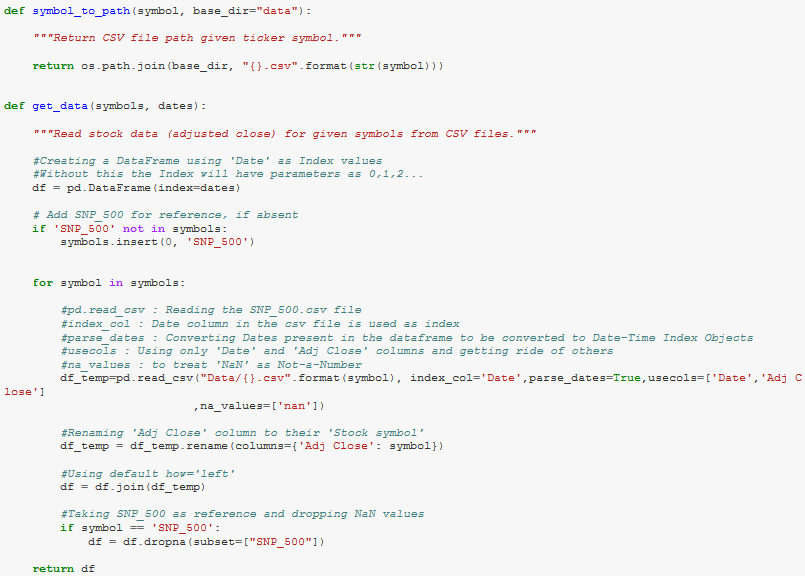 def symbol_to_path(symbol, base_dir="data"):
"""Return CSV file path given ticker symbol."""
return os.path.join(base_dir, "{}.csv".format(str(symbol)))
def get_data(symbols, dates):
"""Read stock data (adjusted close) for given symbols from CSV files."""
#Creating a DataFrame using 'Date' as Index values
#Without this the Index will have parameters as 0,1,2...
df = pd.DataFrame(index=dates)
# Add SNP_500 for reference, if absent
if 'SNP_500' not in symbols:
symbols.insert(0, 'SNP_500')
for symbol in symbols:
#pd.read_csv : Reading the SNP_500.csv file
#index_col : Date column in the csv file is used as index
#parse_dates : Converting Dates present in the dataframe to be converted to Date-Time Index Objects
#usecols : Using only 'Date' and 'Adj Close' columns and getting ride of others
#na_values : to treat 'NaN' as Not-a-Number
df_temp=pd.read_csv("Data/{}.csv".format(symbol), index_col='Date',parse_dates=True,usecols=['Date','Adj C
lose']
,na_values=['nan'])
#Renaming 'Adj Close' column to their 'Stock symbol'
df_temp = df_temp.rename(columns={'Adj Close': symbol})
#Using default how='left'
df = df.join(df_temp)
#Taking SNP_500 as reference and dropping NaN values
if symbol == 'SNP_500':
df = df.dropna(subset=["SNP_500"])
return df